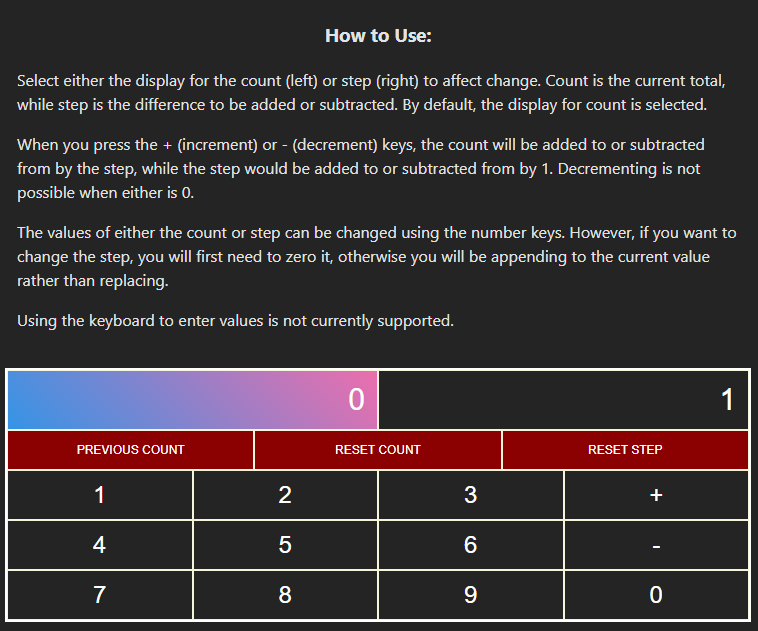 How to Use:
Select either the display for the count (left) or step (right) to affect change. Count is the current total,
while step is the difference to be added or subtracted. By default, the display for count is selected.
When you press the + (increment) or - (decrement) keys, the count will be added to or subtracted
from by the step, while the step would be added to or subtracted from by 1. Decrementing is not
possible when either is 0.
The values of either the count or step can be changed using the number keys. However, if you want to
change the step, you will first need to zero it, otherwise you will be appending to the current value
rather than replacing.
Using the keyboard to enter values is not currently supported.
0 1
PREVIOUS COUNT RESET COUNT RESET STEP
1 2 3 +
4 5 6 -
7 8 9 0